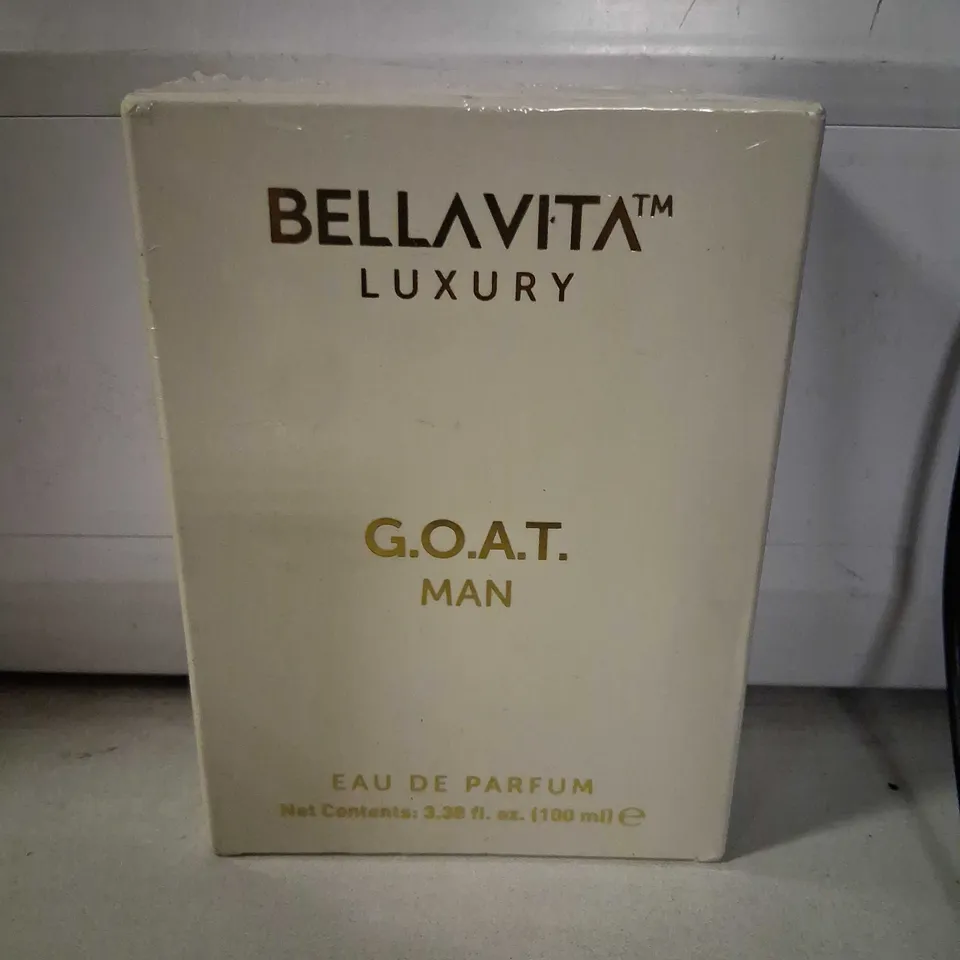 BELLAVITA™
LUXURY
G.O.A.T.
MAN
EAU DE PARFUM
Net Contents: 3.38 fl. oz. (100 ml) ℮